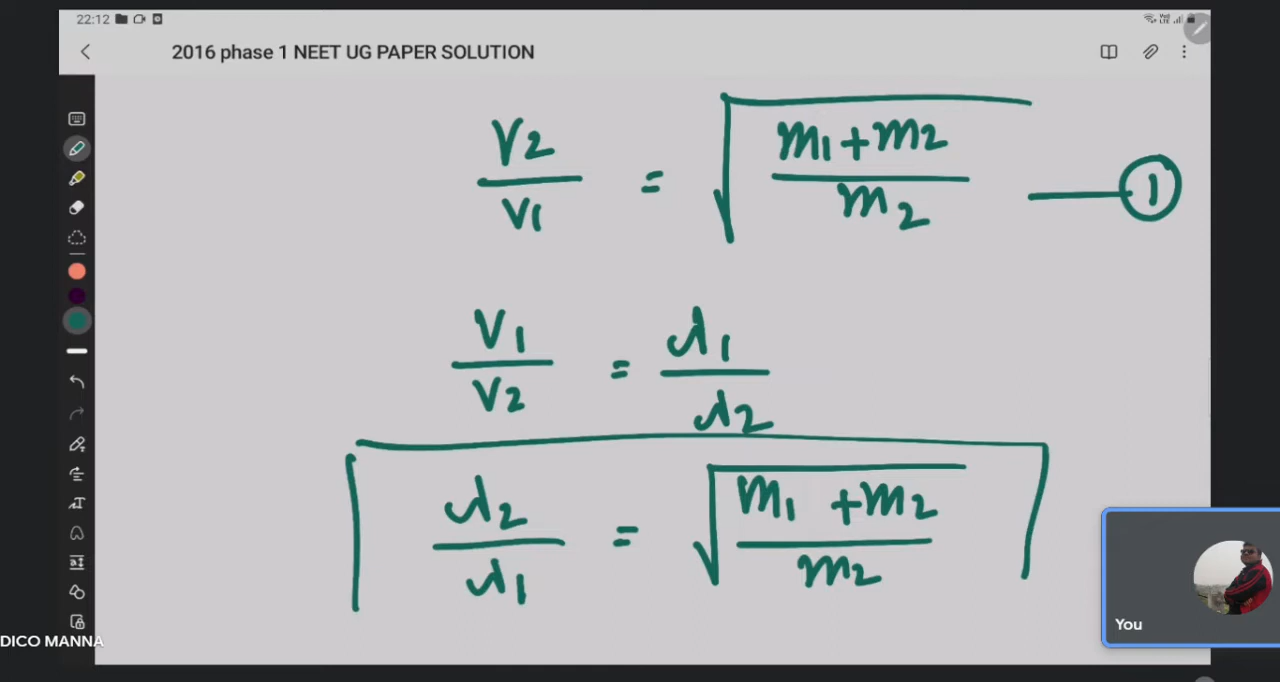 22:12
2016 phase 1 NEET UG PAPER SOLUTION
V2/V1 = √((m1+m2)/m2) —— ①
V1/V2 = λ1/λ2
λ2/λ1 = √((m1+m2)/m2)
You
DICO MANNA